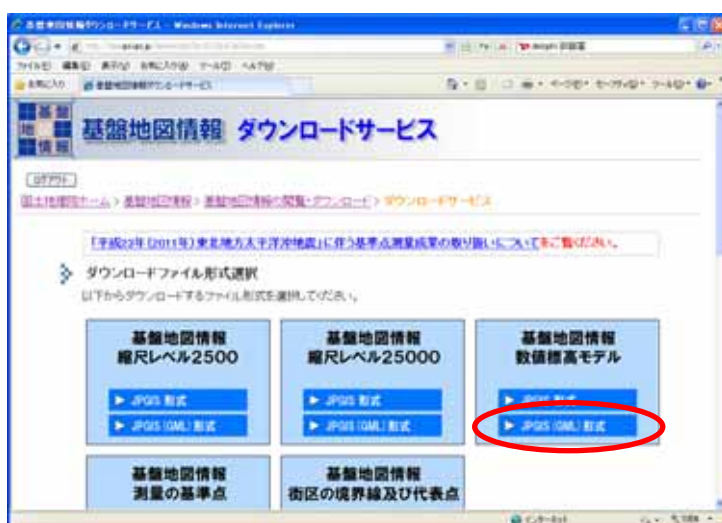 基盤地図情報ダウンロードサービス - Windows Internet Explorer
基盤地図情報 ダウンロードサービス
ログアウト
国土地理院ホーム > 基盤地図情報 > 基盤地図情報の閲覧・ダウンロード > ダウンロードサービス
「平成23年(2011年)東北地方太平洋沖地震」に伴う基準点測量成果の取り扱いについてをご覧ください。
ダウンロードファイル形式選択
以下からダウンロードするファイル形式を選択してください。
基盤地図情報
縮尺レベル2500
JPGIS 形式
JPGIS (GML) 形式
基盤地図情報
縮尺レベル25000
JPGIS 形式
JPGIS (GML) 形式
基盤地図情報
数値標高モデル
JPGIS 形式
JPGIS (GML) 形式
基盤地図情報
測量の基準点
基盤地図情報
街区の境界線及び代表点